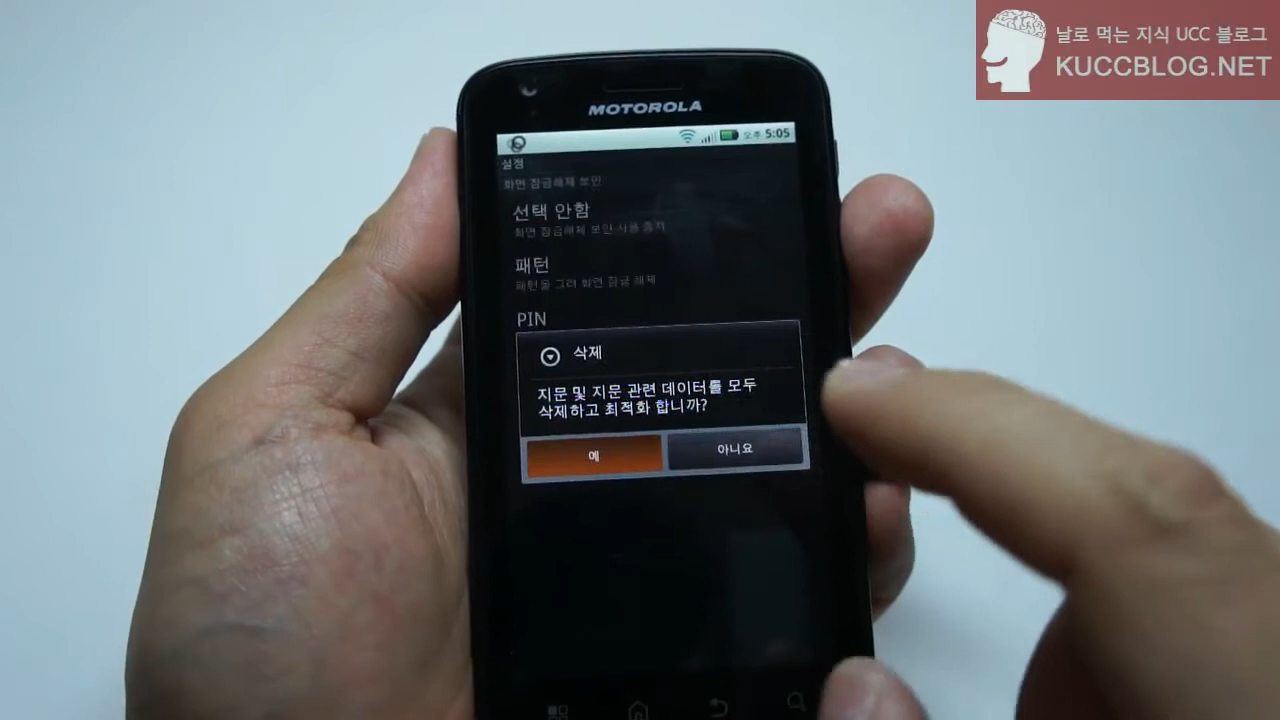 날로 먹는 지식 UCC 블로그
KUCCBLOG.NET
MOTOROLA
오후 5:05
설정
화면 잠금해제 보안
선택 안함
화면 잠금해제 보안 사용 중지
패턴
패턴을 그려 화면 잠금 해제
PIN
삭제
지문 및 지문 관련 데이터를 모두
삭제하고 최적화 합니까?
예
아니요